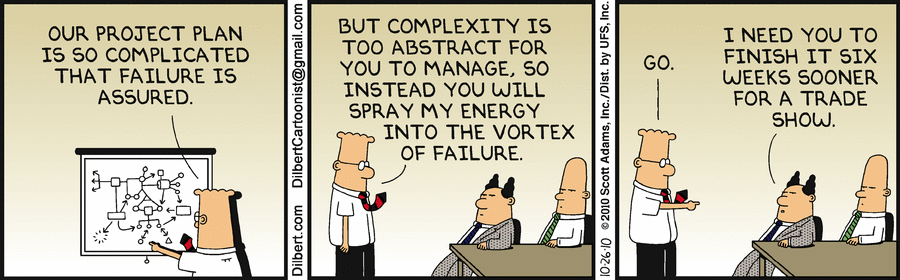 OUR PROJECT PLAN
IS SO COMPLICATED
THAT FAILURE IS
ASSURED.
Dilbert.com DilbertCartoonist@gmail.com
BUT COMPLEXITY IS
TOO ABSTRACT FOR
YOU TO MANAGE, SO
INSTEAD YOU WILL
SPRAY MY ENERGY
INTO THE VORTEX
OF FAILURE.
10-26-10 © 2010 Scott Adams, Inc./Dist. by UFS, Inc.
GO.
I NEED YOU TO
FINISH IT SIX
WEEKS SOONER
FOR A TRADE
SHOW.